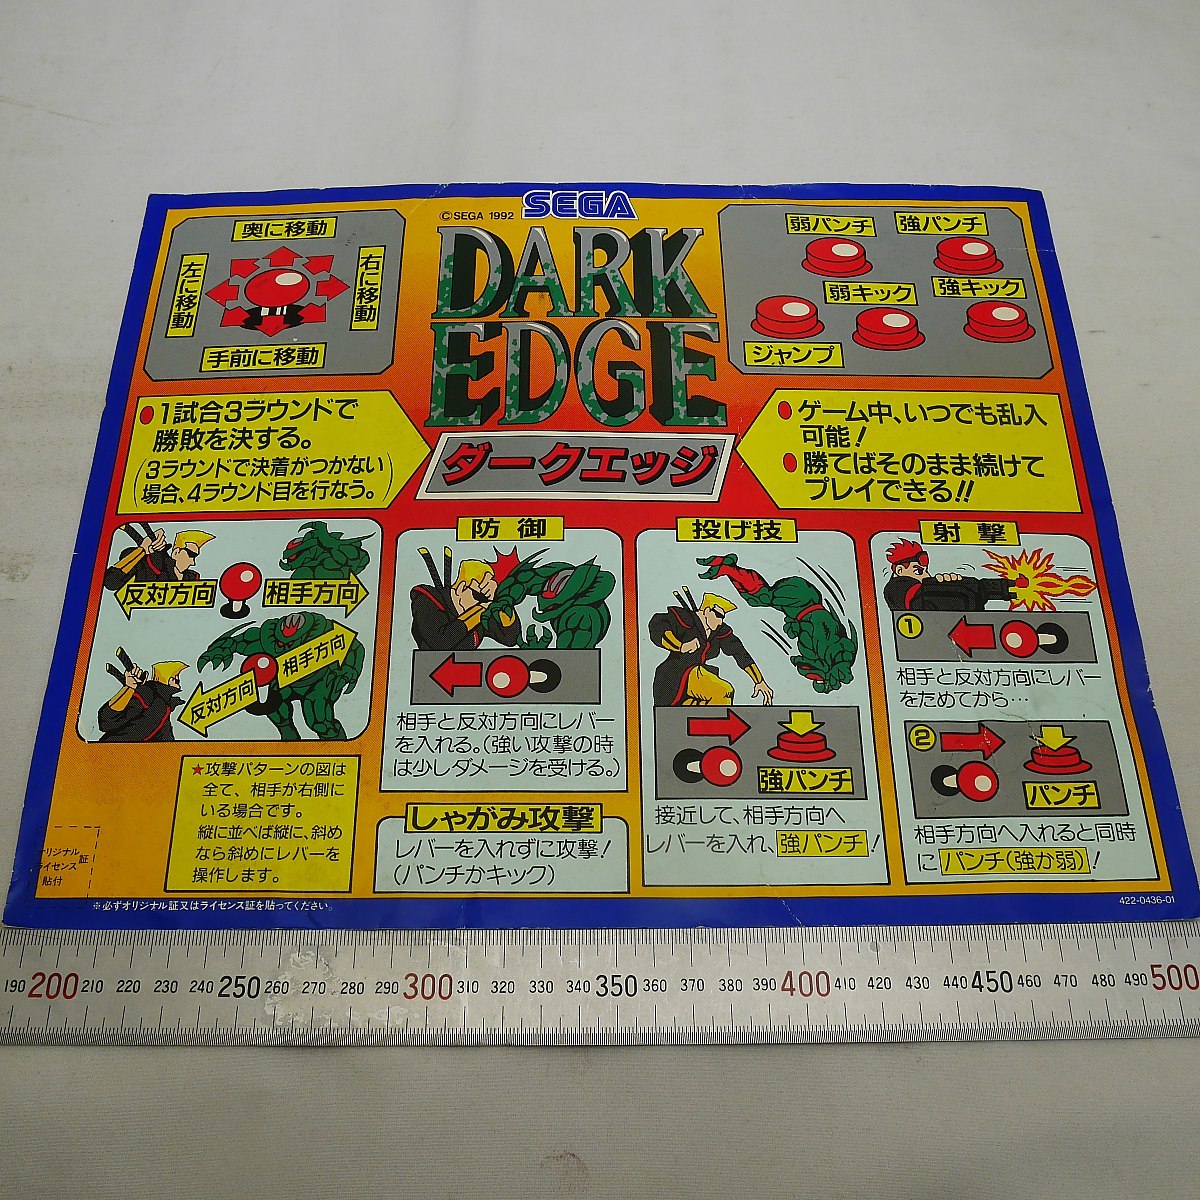 ©SEGA 1992 SEGA
DARK
EDGE
ダークエッジ
奥に移動
左に移動
右に移動
手前に移動
弱パンチ
強パンチ
弱キック
強キック
ジャンプ
●1試合3ラウンドで
勝敗を決する。
(3ラウンドで決着がつかない
場合、4ラウンド目を行なう。)
●ゲーム中、いつでも乱入
可能!
●勝てばそのまま続けて
プレイできる!!
反対方向
相手方向
反対方向
相手方向
★攻撃パターンの図は
全て、相手が右側に
いる場合です。
縦に並べば縦に、斜め
なら斜めにレバーを
操作します。
防御
相手と反対方向にレバー
を入れる。(強い攻撃の時
は少しダメージを受ける。)
しゃがみ攻撃
レバーを入れずに攻撃!
(パンチかキック)
投げ技
強パンチ
接近して、相手方向へ
レバーを入れ、強パンチ!
射撃
①
相手と反対方向にレバー
をためてから…
②
パンチ
相手方向へ入れると同時
にパンチ(強か弱)!
オリジナル
ライセンス証
貼付
※必ずオリジナル証又はライセンス証を貼ってください。
422-0436-01
190 200 210 220 230 240 250 260 270 280 290 300 310 320 330 340 350 360 370 380 390 400 410 420 430 440 450 460 470 480 490 500